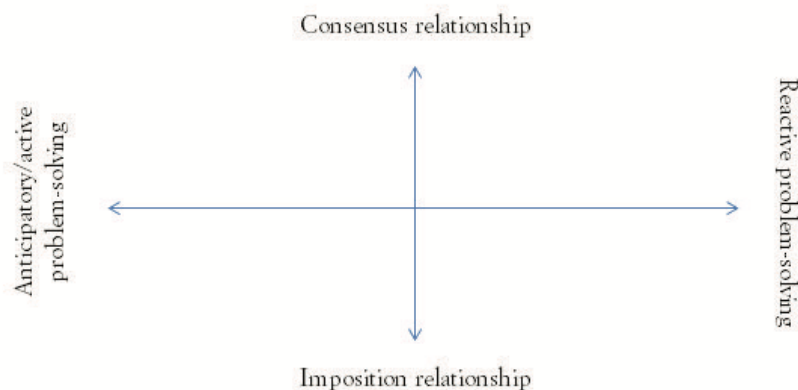 Consensus relationship
Anticipatory/active
problem-solving
Reactive problem-solving
Imposition relationship